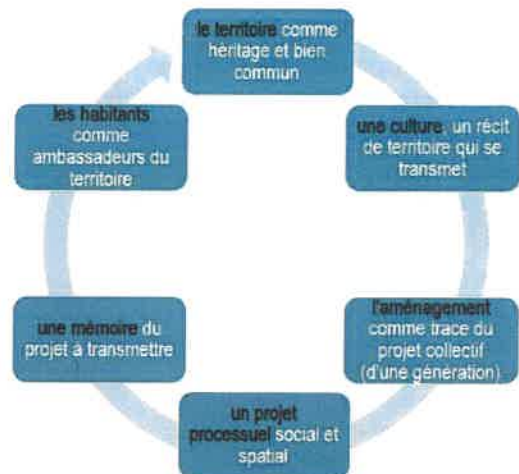 le territoire comme
héritage et bien
commun
une culture, un récit
de territoire qui se
transmet
l'aménagement
comme trace du
projet collectif
(d'une génération)
un projet
processuel social et
spatial
une mémoire du
projet à transmettre
les habitants
comme
ambassadeurs du
territoire